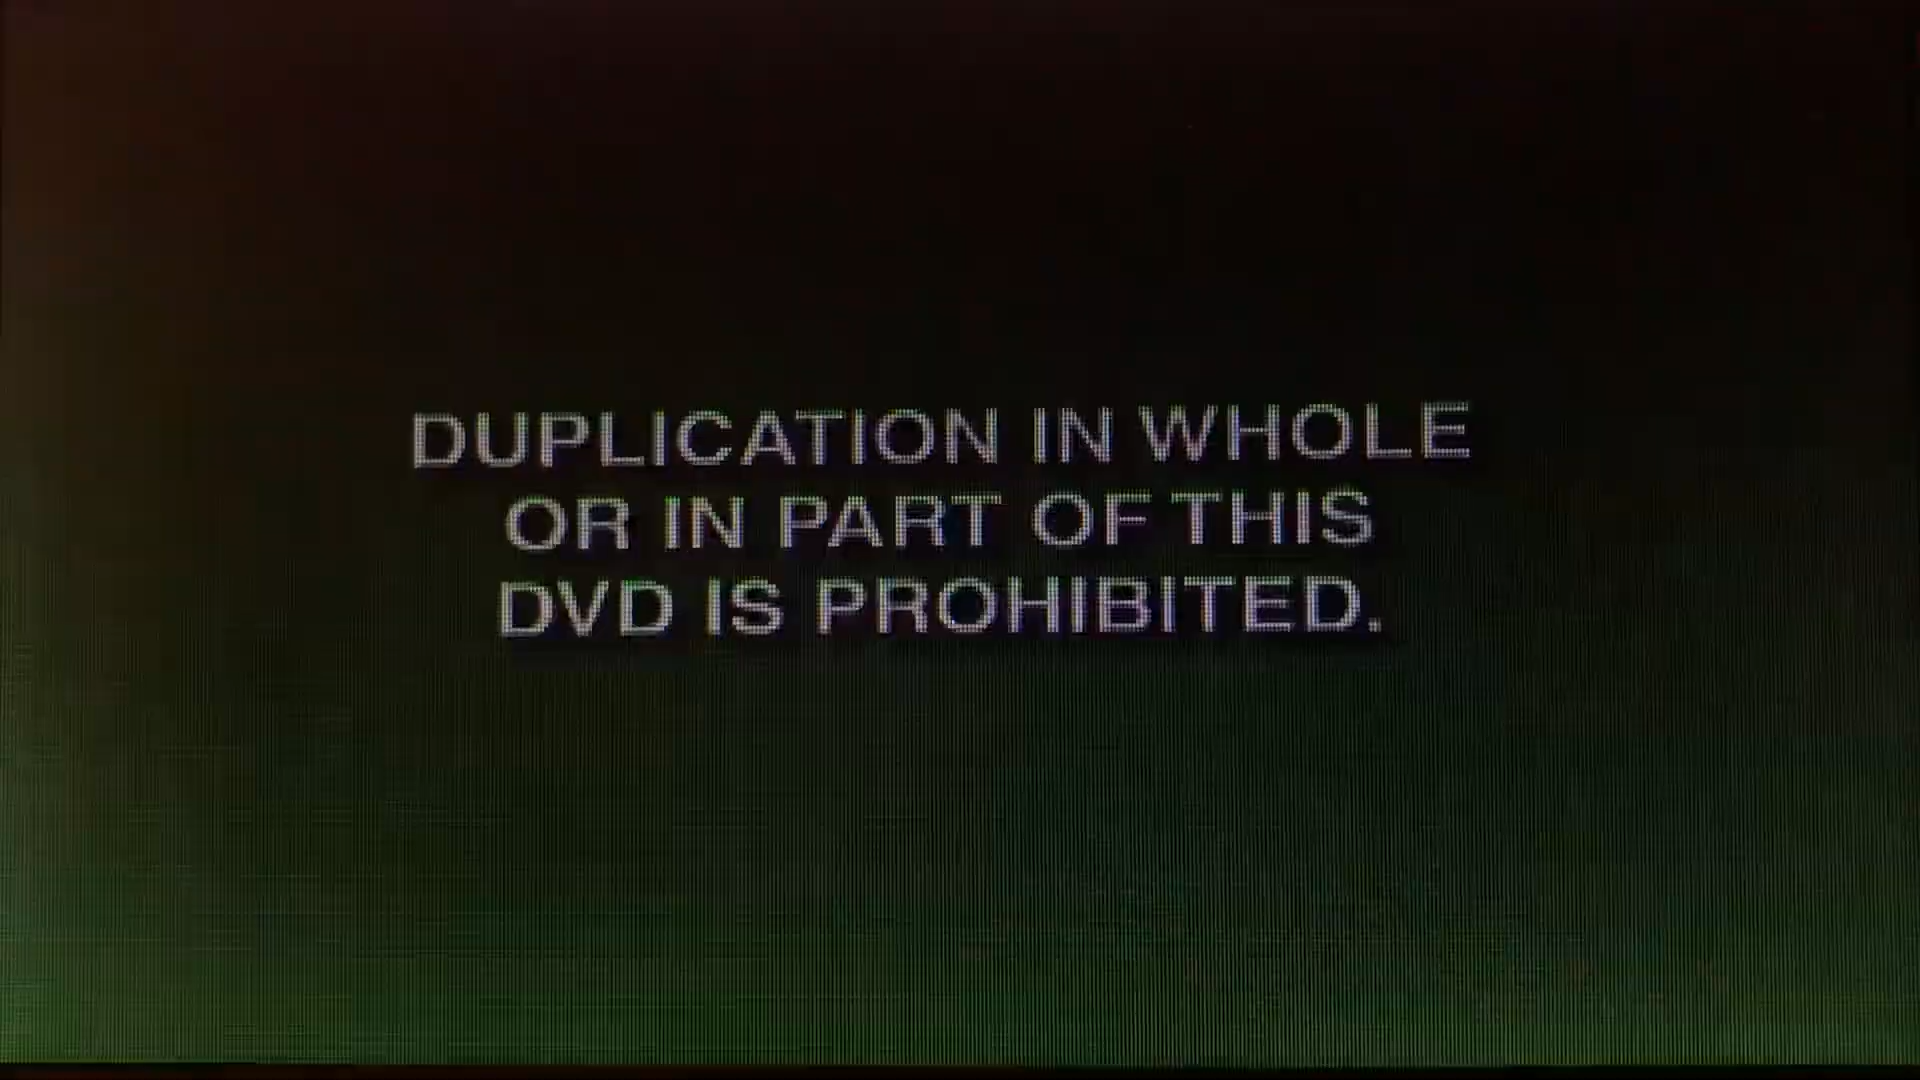 DUPLICATION IN WHOLE
OR IN PART OF THIS
DVD IS PROHIBITED.